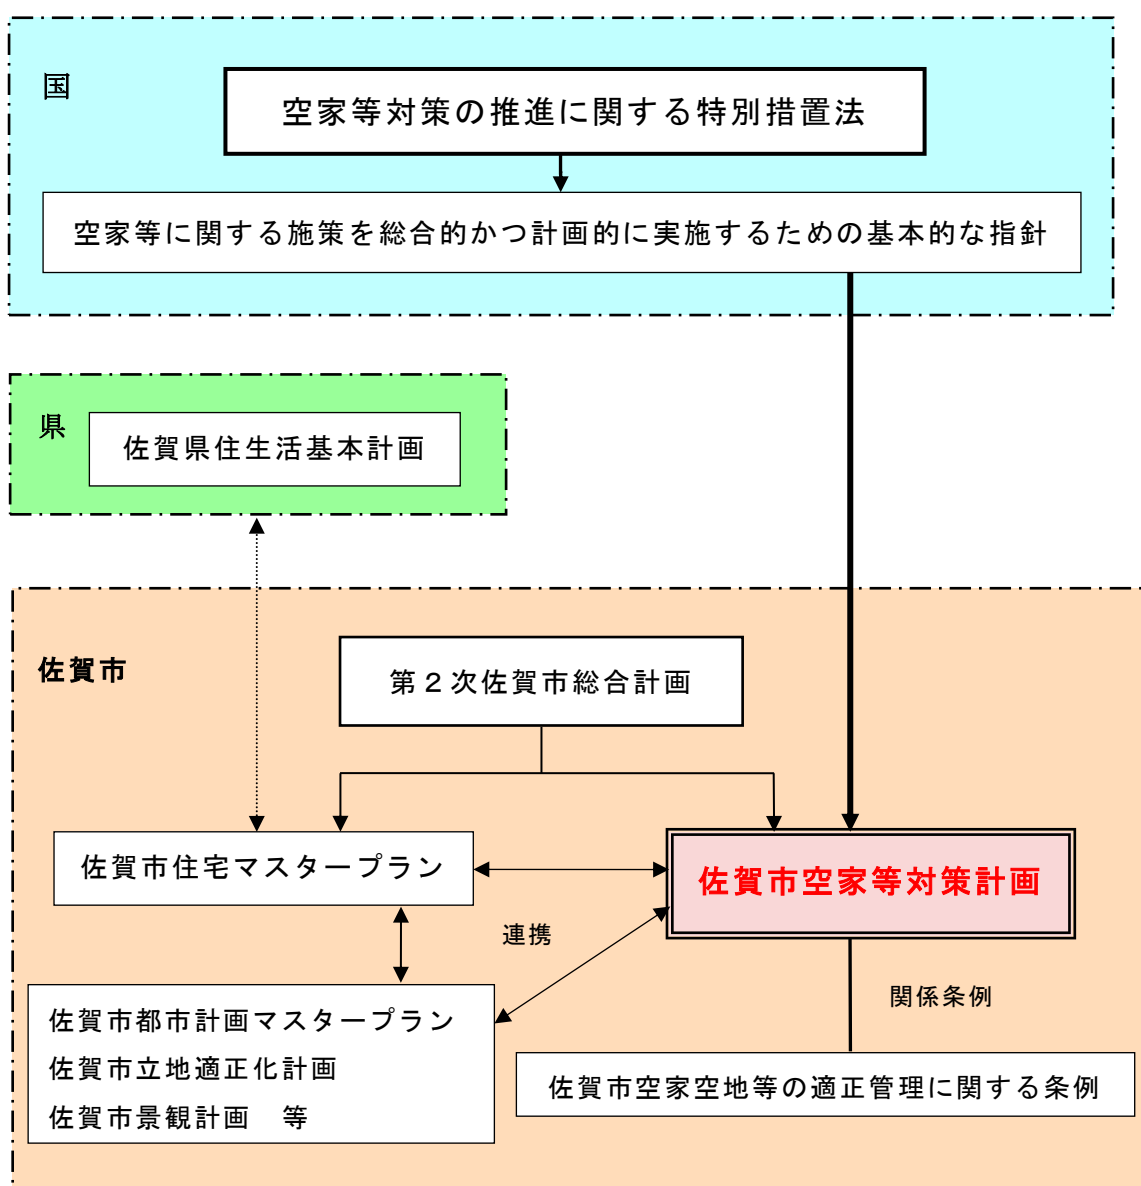 国
空家等対策の推進に関する特別措置法
空家等に関する施策を総合的かつ計画的に実施するための基本的な指針
県
佐賀県住生活基本計画
佐賀市
第２次佐賀市総合計画
佐賀市住宅マスタープラン
佐賀市空家等対策計画
連携
関係条例
佐賀市都市計画マスタープラン
佐賀市立地適正化計画
佐賀市景観計画　等
佐賀市空家空地等の適正管理に関する条例